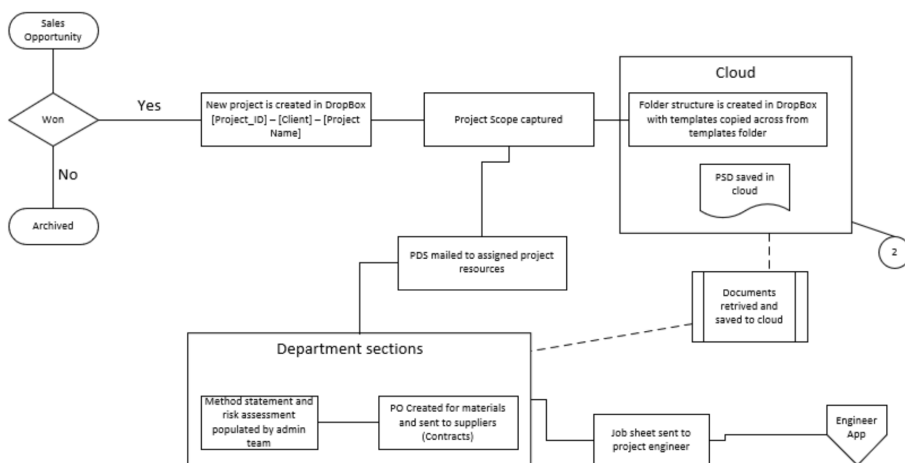 Sales
Opportunity
Won
Yes
No
Archived
New project is created in DropBox
[Project_ID] – [Client] – [Project
Name]
Project Scope captured
Cloud
Folder structure is created in DropBox
with templates copied across from
templates folder
PSD saved in
cloud
2
PDS mailed to assigned project
resources
Documents
retrived and
saved to cloud
Department sections
Method statement and
risk assessment
populated by admin
team
PO Created for materials
and sent to suppliers
(Contracts)
Job sheet sent to
project engineer
Engineer
App